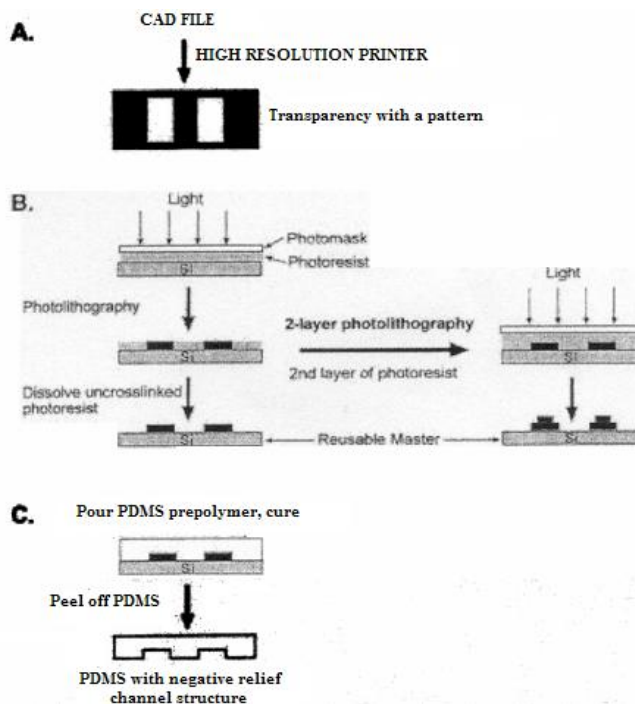 A.
CAD FILE
HIGH RESOLUTION PRINTER
Transparency with a pattern
B.
Light
Photomask
Photoresist
Si
Photolithography
Si
2-layer photolithography
2nd layer of photoresist
Light
Si
Dissolve uncrosslinked
photoresist
Si
Reusable Master
Si
C.
Pour PDMS prepolymer, cure
Si
Peel off PDMS
PDMS with negative relief
channel structure